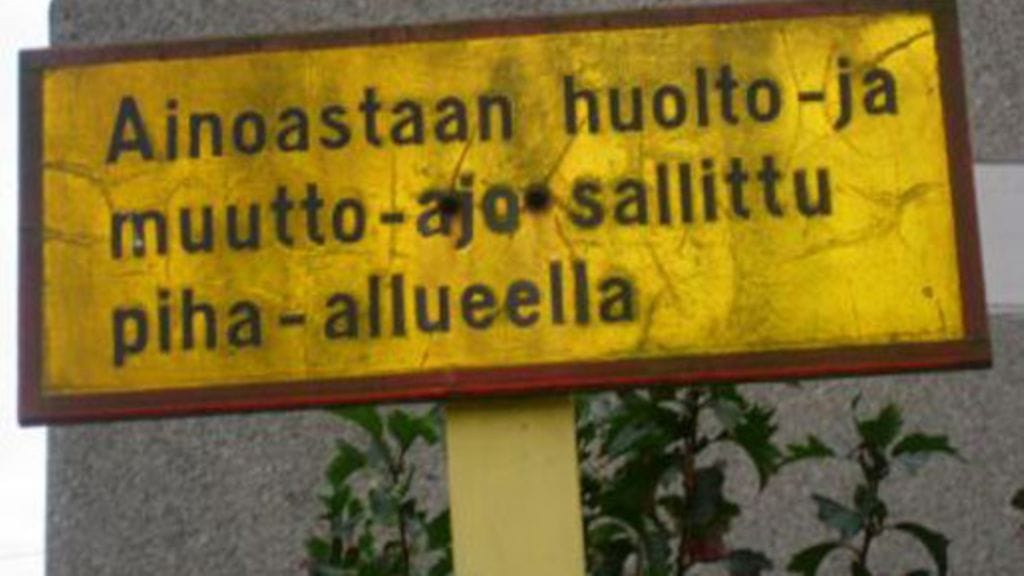 Ainoastaan huolto-ja
muutto-ajo sallittu
piha-allueella